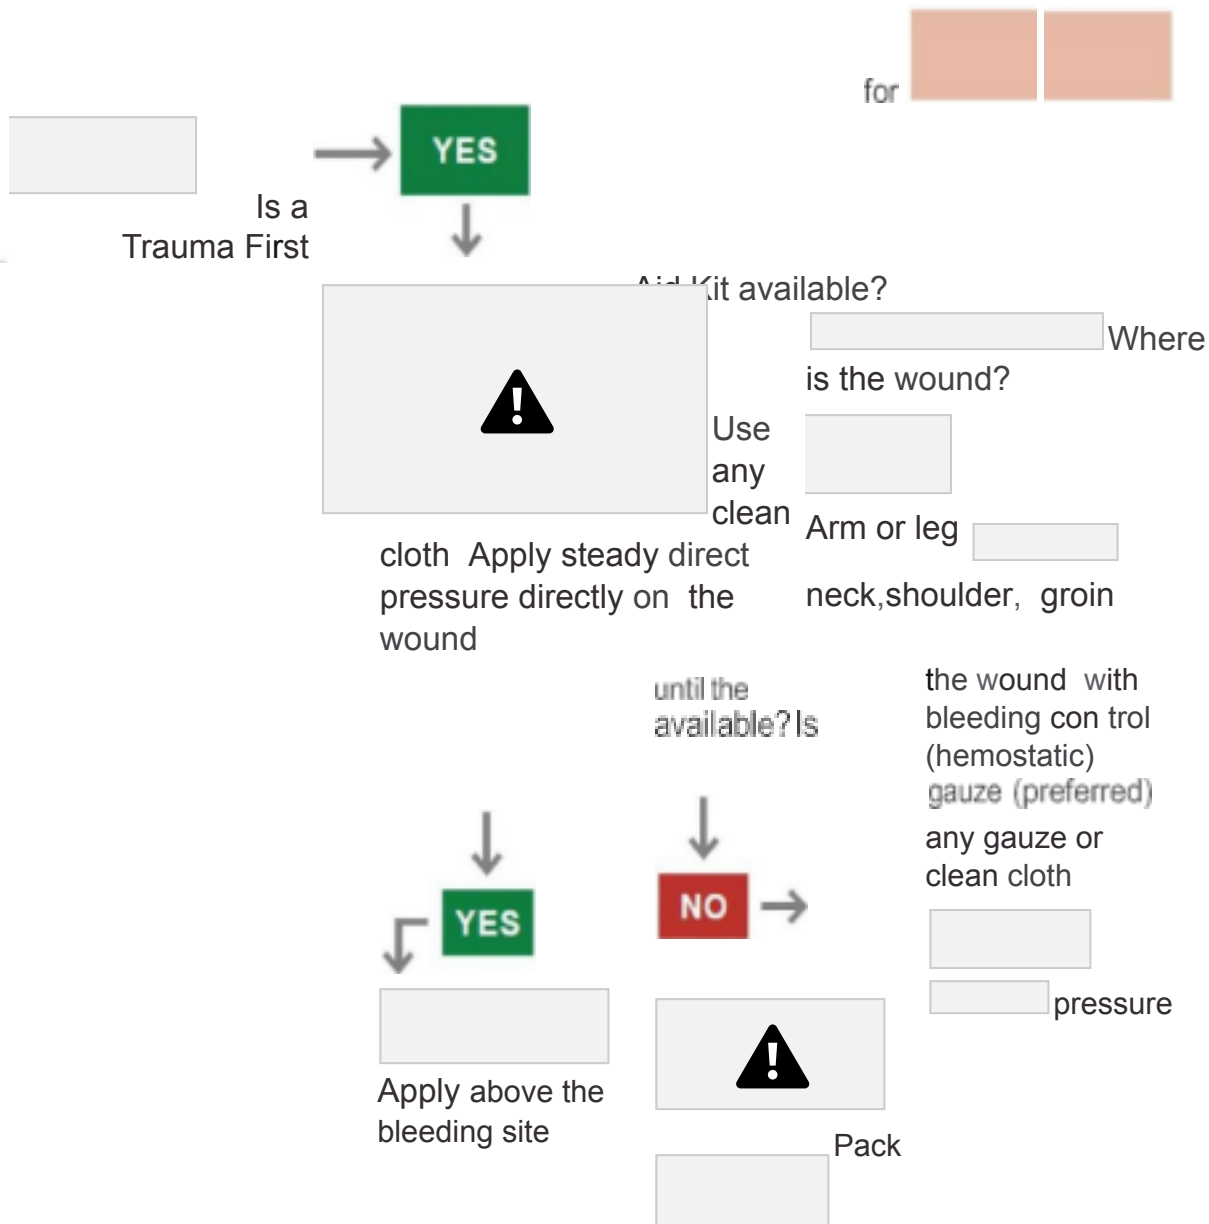 for
YES
Is a
Trauma First
Aid Kit available?
Where
is the wound?
Use
any
clean
Arm or leg
cloth Apply steady direct
pressure directly on the
wound
neck,shoulder, groin
until the
available? Is
the wound with
bleeding con trol
(hemostatic)
gauze (preferred)
any gauze or
clean cloth
YES
NO
pressure
Apply above the
bleeding site
Pack